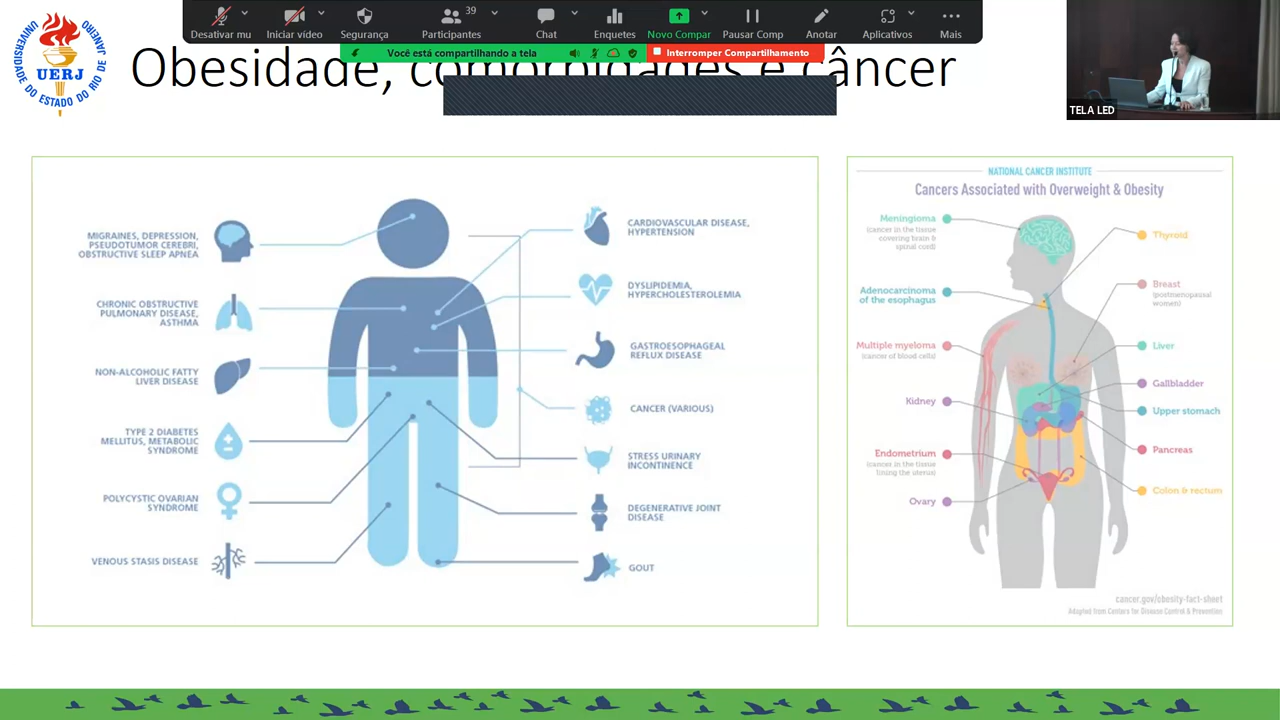 39
Desativar mu
Iniciar vídeo
Segurança
Participantes
Chat
Enquetes
Novo Compar
Pausar Comp
Anotar
Aplicativos
Mais
Você está compartilhando a tela
Interromper Compartilhamento
UNIVERSIDADE DO ESTADO DO RIO DE JANEIRO
UERJ
Obesidade, comorbidades e câncer
TELA LED
MIGRAINES, DEPRESSION,
PSEUDOTUMOR CEREBRI,
OBSTRUCTIVE SLEEP APNEA
CHRONIC OBSTRUCTIVE
PULMONARY DISEASE,
ASTHMA
NON-ALCOHOLIC FATTY
LIVER DISEASE
TYPE 2 DIABETES
MELLITUS, METABOLIC
SYNDROME
POLYCYSTIC OVARIAN
SYNDROME
VENOUS STASIS DISEASE
CARDIOVASCULAR DISEASE,
HYPERTENSION
DYSLIPIDEMIA,
HYPERCHOLESTEROLEMIA
GASTROESOPHAGEAL
REFLUX DISEASE
CANCER (VARIOUS)
STRESS URINARY
INCONTINENCE
DEGENERATIVE JOINT
DISEASE
GOUT
NATIONAL CANCER INSTITUTE
Cancers Associated with Overweight & Obesity
Meningioma
(cancer in the tissue
covering brain &
spinal cord)
Adenocarcinoma
of the esophagus
Multiple myeloma
(cancer of blood cells)
Kidney
Endometrium
(cancer in the tissue
lining the uterus)
Ovary
Thyroid
Breast
(postmenopausal
women)
Liver
Gallbladder
Upper stomach
Pancreas
Colon & rectum
cancer.gov/obesity-fact-sheet
Adapted from Centers for Disease Control & Prevention